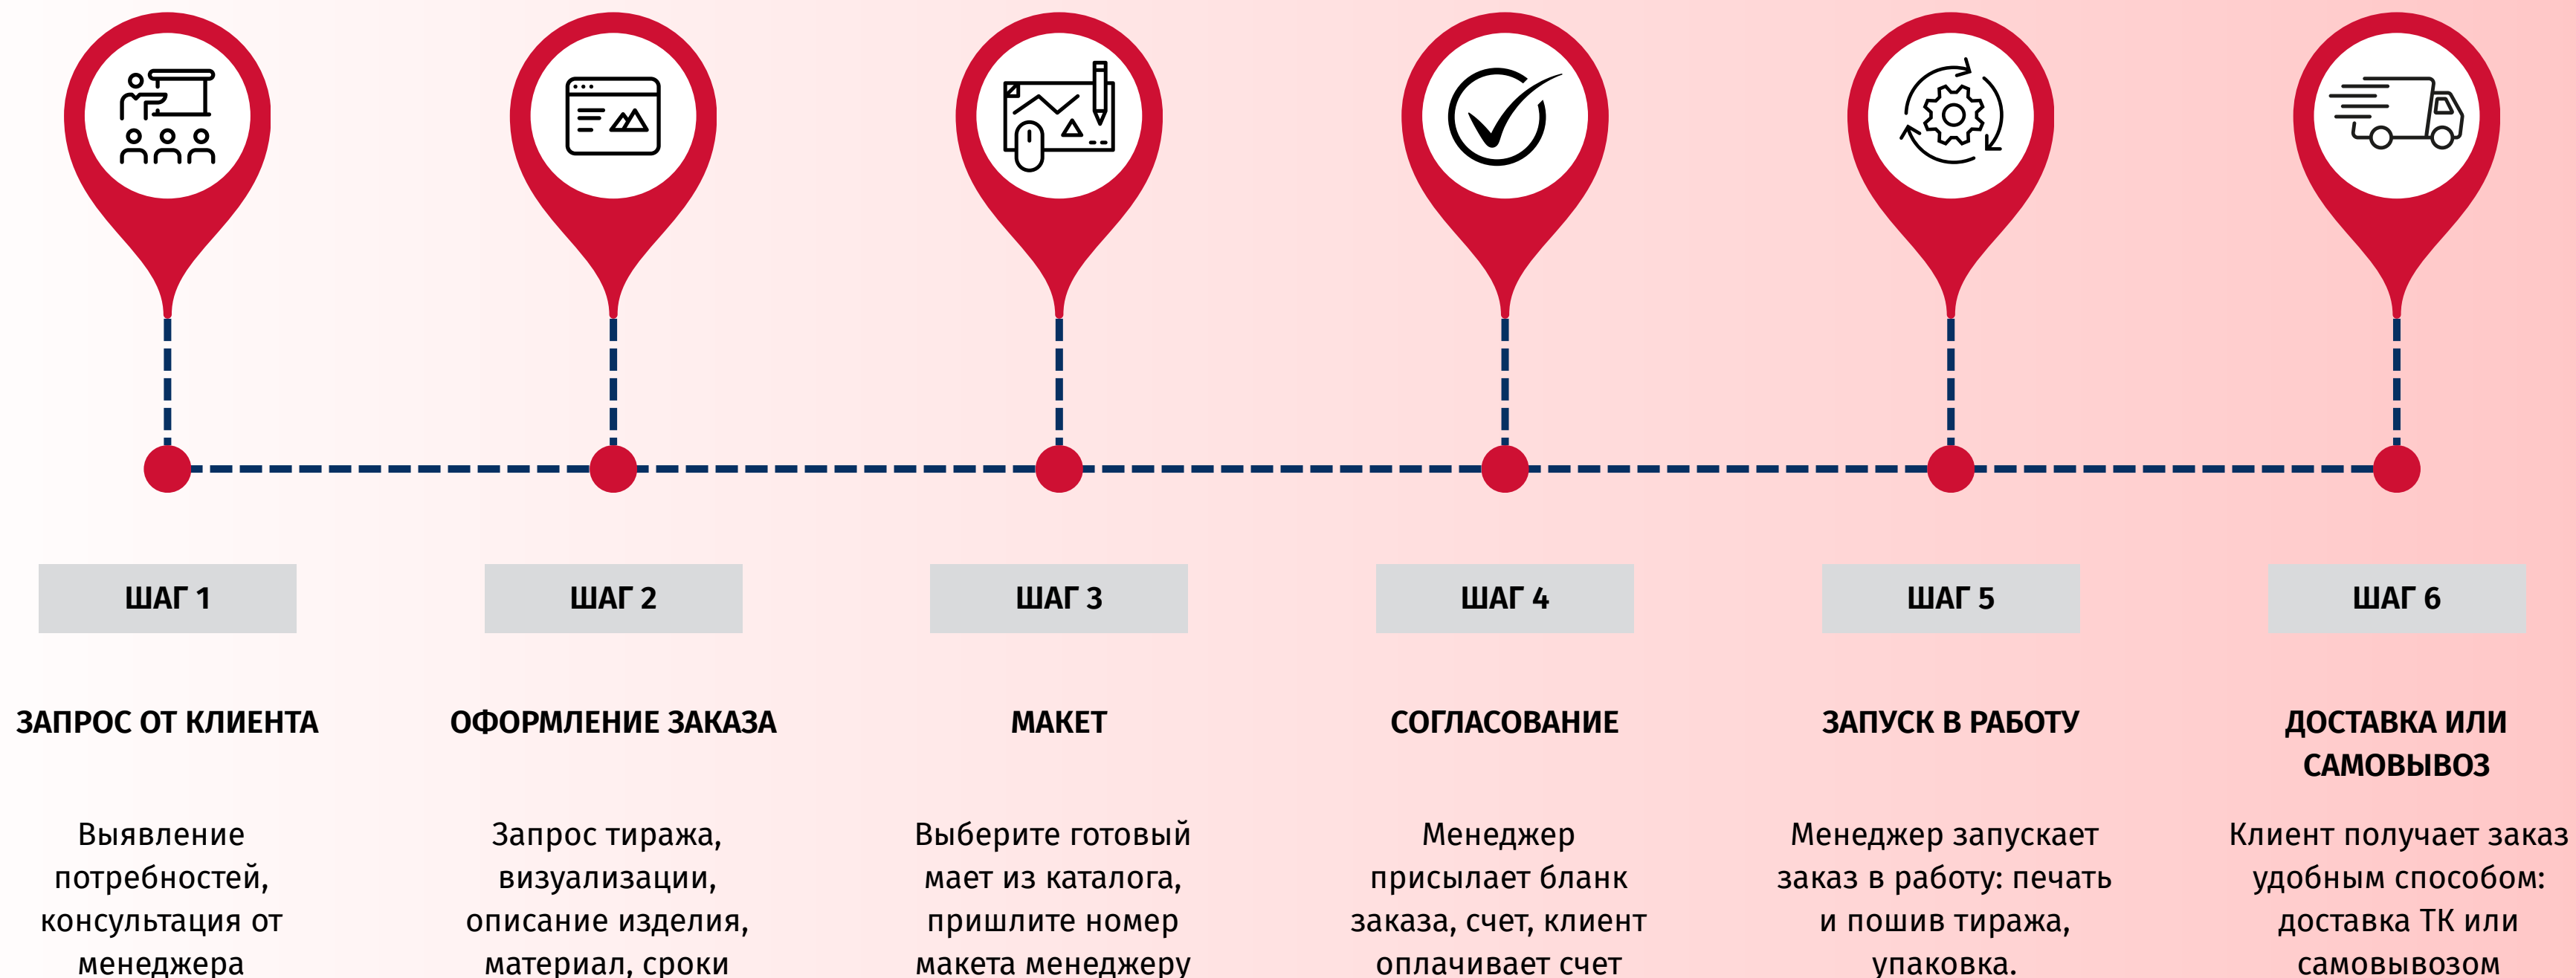 ШАГ 1
ЗАПРОС ОТ КЛИЕНТА
Выявление
потребностей,
консультация от
менеджера
ШАГ 2
ОФОРМЛЕНИЕ ЗАКАЗА
Запрос тиража,
визуализации,
описание изделия,
материал, сроки
ШАГ 3
МАКЕТ
Выберите готовый
мает из каталога,
пришлите номер
макета менеджеру
ШАГ 4
СОГЛАСОВАНИЕ
Менеджер
присылает бланк
заказа, счет, клиент
оплачивает счет
ШАГ 5
ЗАПУСК В РАБОТУ
Менеджер запускает
заказ в работу: печать
и пошив тиража,
упаковка.
ШАГ 6
ДОСТАВКА ИЛИ
САМОВЫВОЗ
Клиент получает заказ
удобным способом:
доставка ТК или
самовывозом